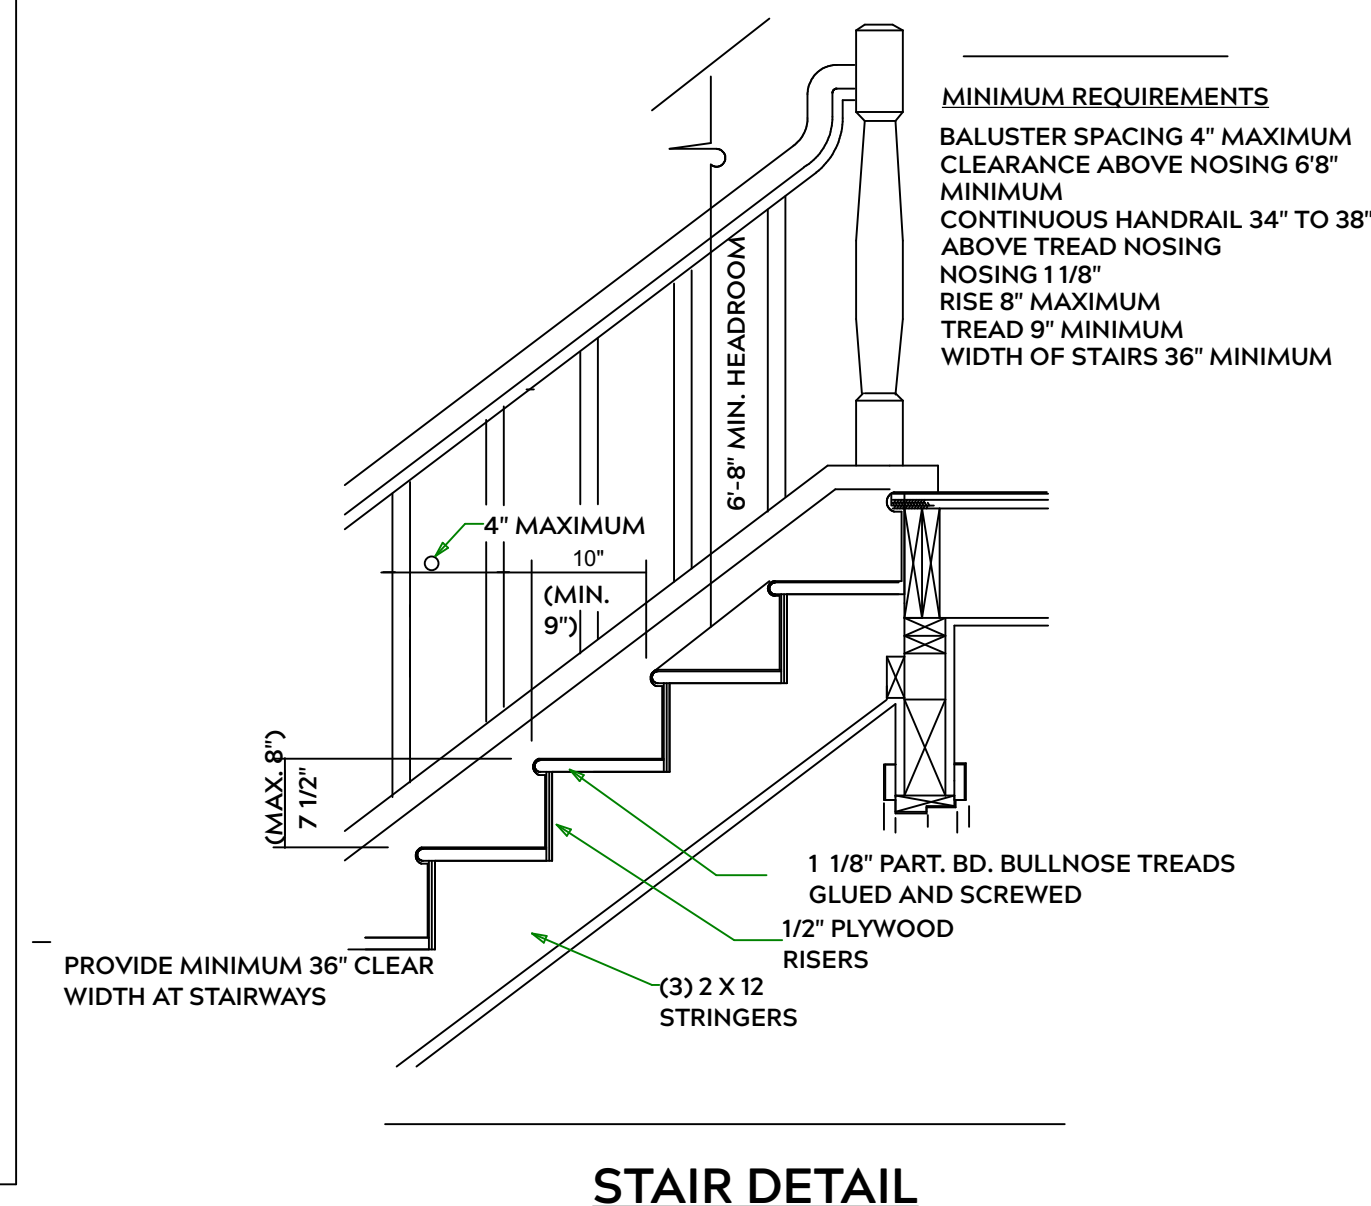 MINIMUM REQUIREMENTS
BALUSTER SPACING 4" MAXIMUM
CLEARANCE ABOVE NOSING 6'8"
MINIMUM
CONTINUOUS HANDRAIL 34" TO 38"
ABOVE TREAD NOSING
NOSING 1 1/8"
RISE 8" MAXIMUM
TREAD 9" MINIMUM
WIDTH OF STAIRS 36" MINIMUM
6'-8" MIN. HEADROOM
4" MAXIMUM
10"
(MIN.
9")
(MAX. 8")
7 1/2"
1 1/8" PART. BD. BULLNOSE TREADS
GLUED AND SCREWED
1/2" PLYWOOD
RISERS
PROVIDE MINIMUM 36" CLEAR
WIDTH AT STAIRWAYS
(3) 2 X 12
STRINGERS
STAIR DETAIL